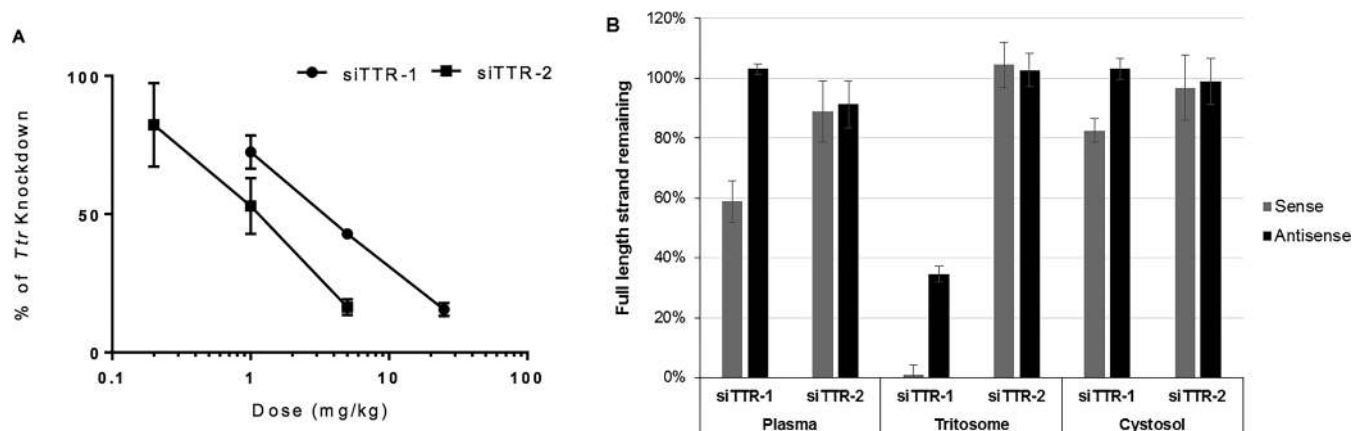 A
siTTR-1 siTTR-2
% of Ttr Knockdown
100
50
0
0.1 1 10 100
Dose (mg/kg)
B
Full length strand remaining
120%
100%
80%
60%
40%
20%
0%
siTTR-1 siTTR-2 siTTR-1 siTTR-2 siTTR-1 siTTR-2
Plasma Tritosome Cystosol
Sense
Antisense